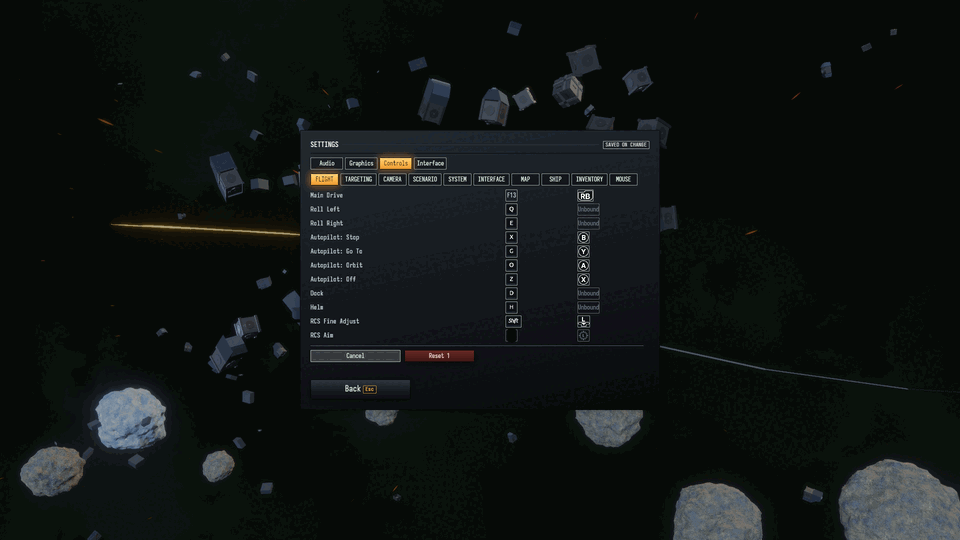 SETTINGS SAVED ON CHANGE
Audio Graphics Controls Interface
FLIGHT TARGETING CAMERA SCENARIO SYSTEM INTERFACE MAP SHIP INVENTORY MOUSE
Main Drive F13 RB
Roll Left Q Unbound
Roll Right E Unbound
Autopilot: Stop X B
Autopilot: Go To G Y
Autopilot: Orbit O A
Autopilot: Off Z X
Dock D Unbound
Helm H Unbound
RCS Fine Adjust Shift L
RCS Aim
Cancel Reset 1
Back Esc